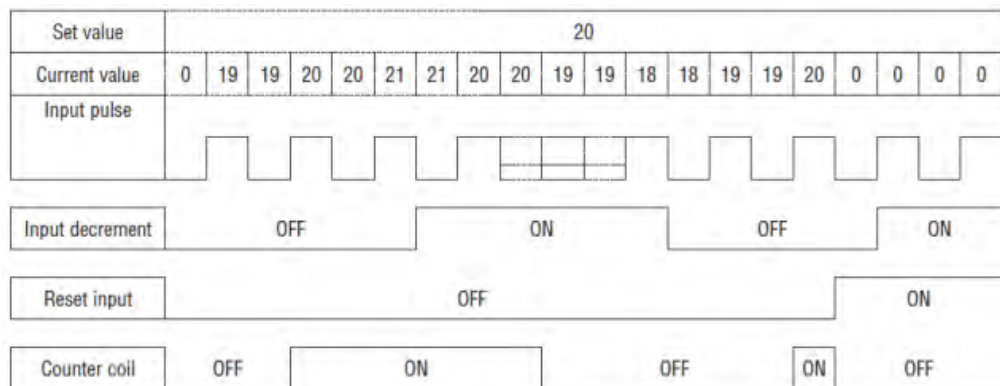 Set value 20
Current value 0 19 19 20 20 21 21 20 20 19 19 18 18 19 19 20 0 0 0 0
Input pulse
Input decrement OFF ON OFF ON
Reset input OFF ON
Counter coil OFF ON OFF ON OFF